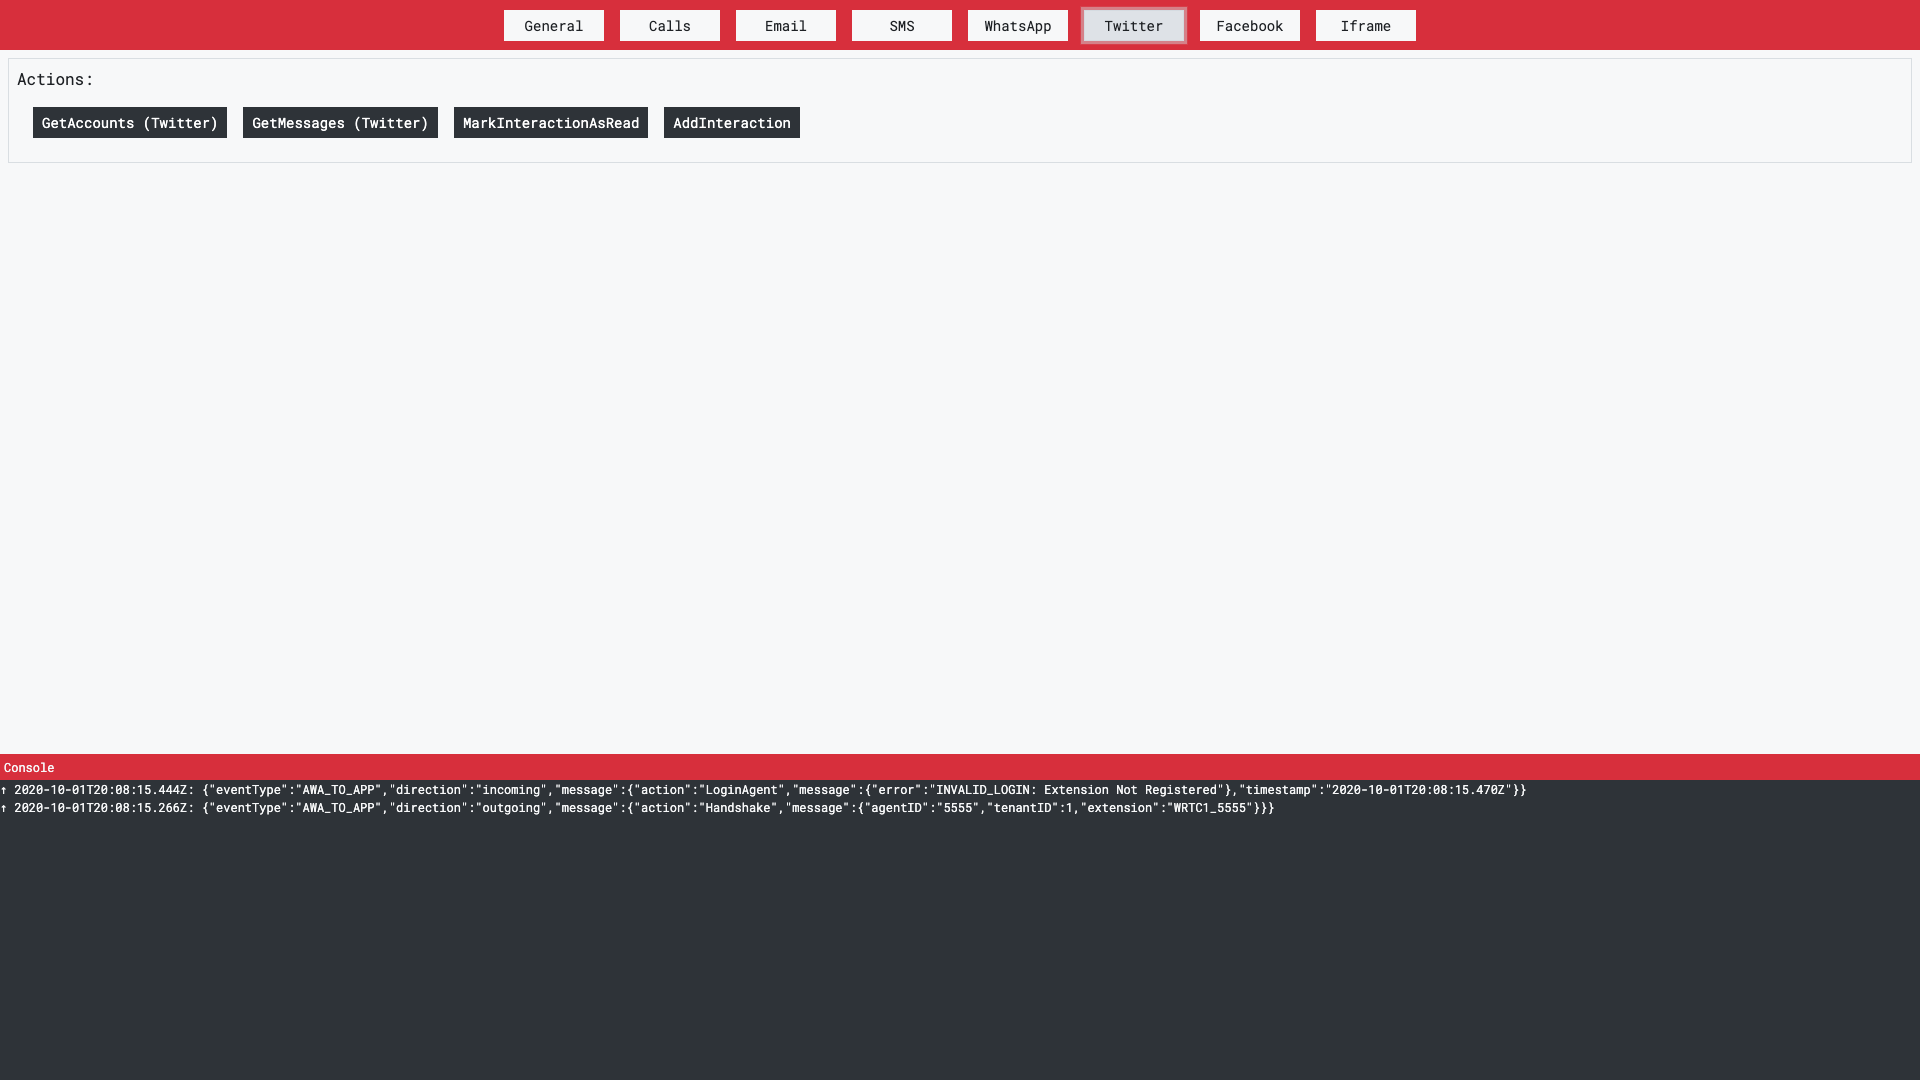 General Calls Email SMS WhatsApp Twitter Facebook Iframe
Actions:
GetAccounts (Twitter) GetMessages (Twitter) MarkInteractionAsRead AddInteraction
Console
↑ 2020-10-01T20:08:15.444Z: {"eventType":"AWA_TO_APP","direction":"incoming","message":{"action":"LoginAgent","message":{"error":"INVALID_LOGIN: Extension Not Registered"},"timestamp":"2020-10-01T20:08:15.470Z"}}
↑ 2020-10-01T20:08:15.266Z: {"eventType":"AWA_TO_APP","direction":"outgoing","message":{"action":"Handshake","message":{"agentID":"5555","tenantID":1,"extension":"WRTC1_5555"}}}